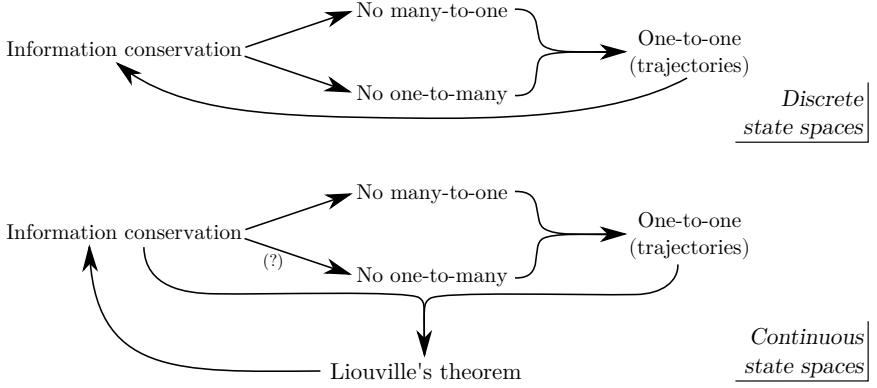 No many-to-one
Information conservation
One-to-one
(trajectories)
No one-to-many
Discrete
state spaces
No many-to-one
Information conservation
One-to-one
(trajectories)
(?)
No one-to-many
Continuous
state spaces
Liouville's theorem